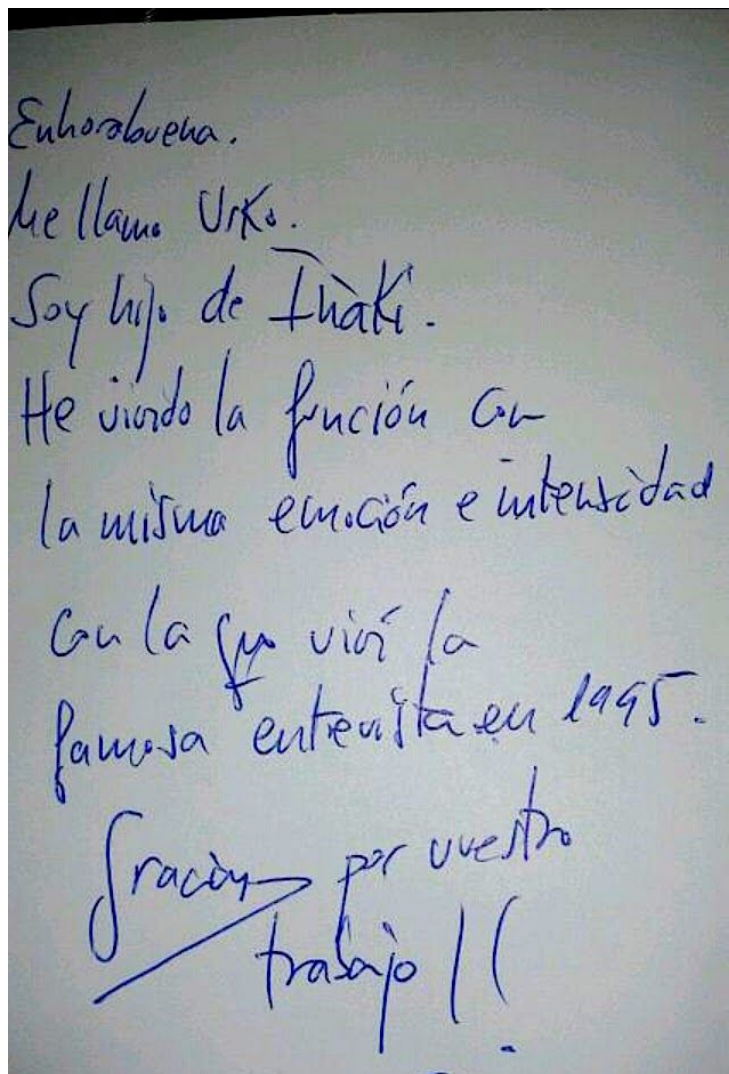 Enhorabuena.
Me llamo Urko.
Soy hijo de Iñaki.
He vivido la función con
la misma emoción e intensidad
con la que viví la
famosa entrevista en 1995.
Gracias por vuestro
trabajo!!